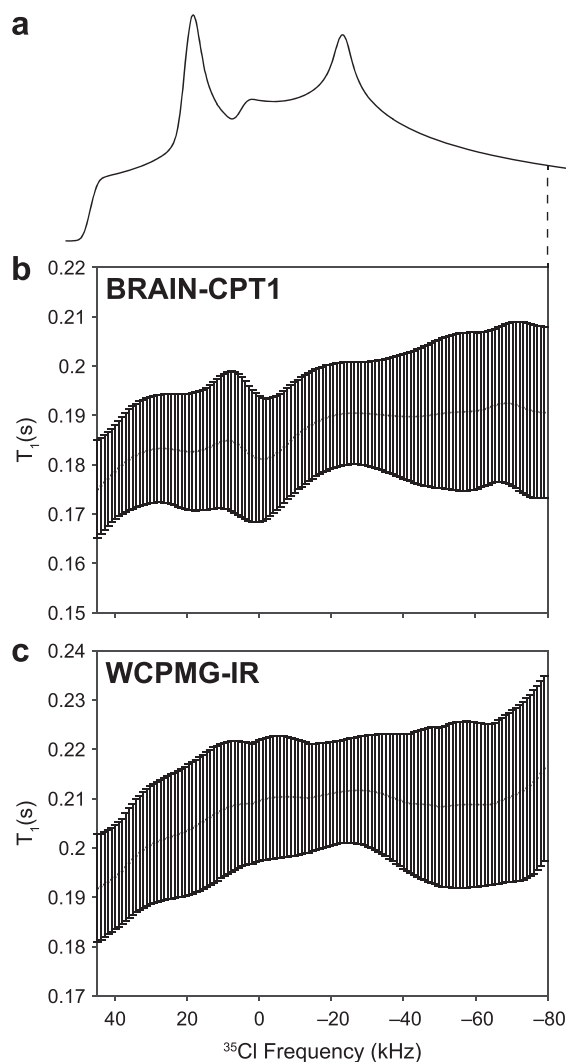 a
b
BRAIN-CPT1
0.22
0.21
0.2
0.19
0.18
0.17
0.16
0.15
T₁(s)
c
WCPMG-IR
0.24
0.23
0.22
0.21
0.2
0.19
0.18
0.17
T₁(s)
40 20 0 –20 –40 –60 –80
³⁵Cl Frequency (kHz)